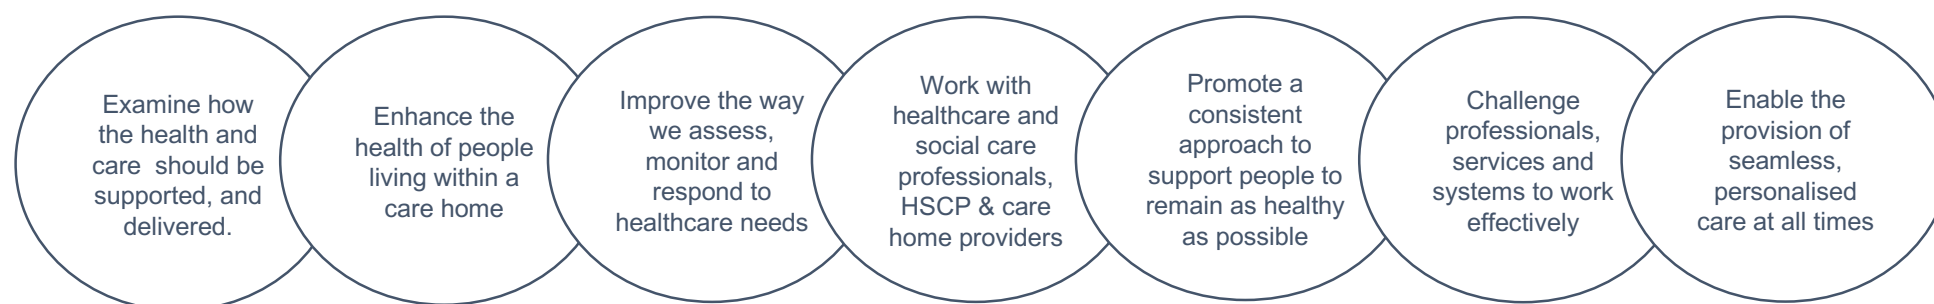 Examine how
the health and
care  should be
supported, and
delivered.
Enhance the
health of people
living within a
care home
Improve the way
we assess,
monitor and
respond to
healthcare needs
Work with
healthcare and
social care
professionals,
HSCP & care
home providers
Promote a
consistent
approach to
support people to
remain as healthy
as possible
Challenge
professionals,
services and
systems to work
effectively
Enable the
provision of
seamless,
personalised
care at all times